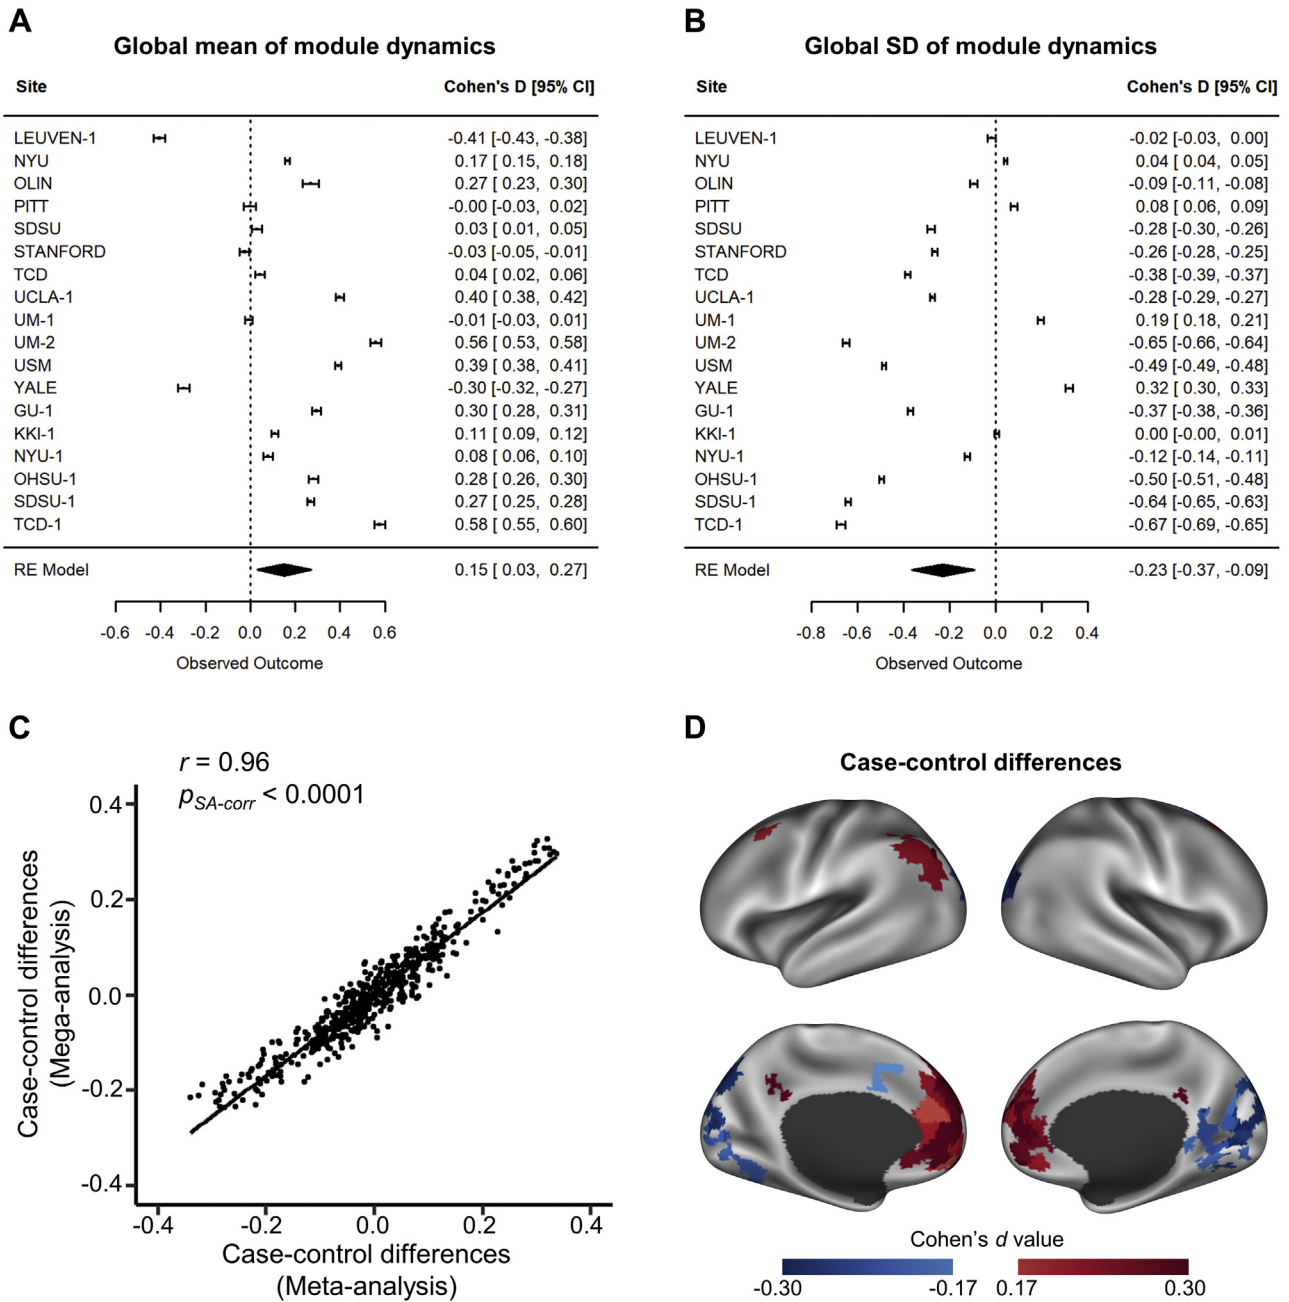 A
Global mean of module dynamics
Site Cohen's D [95% CI]
LEUVEN-1 -0.41 [-0.43, -0.38]
NYU 0.17 [ 0.15, 0.18]
OLIN 0.27 [ 0.23, 0.30]
PITT -0.00 [-0.03, 0.02]
SDSU 0.03 [ 0.01, 0.05]
STANFORD -0.03 [-0.05, -0.01]
TCD 0.04 [ 0.02, 0.06]
UCLA-1 0.40 [ 0.38, 0.42]
UM-1 -0.01 [-0.03, 0.01]
UM-2 0.56 [ 0.53, 0.58]
USM 0.39 [ 0.38, 0.41]
YALE -0.30 [-0.32, -0.27]
GU-1 0.30 [ 0.28, 0.31]
KKI-1 0.11 [ 0.09, 0.12]
NYU-1 0.08 [ 0.06, 0.10]
OHSU-1 0.28 [ 0.26, 0.30]
SDSU-1 0.27 [ 0.25, 0.28]
TCD-1 0.58 [ 0.55, 0.60]
RE Model 0.15 [ 0.03, 0.27]
-0.6 -0.4 -0.2 0.0 0.2 0.4 0.6
Observed Outcome
B
Global SD of module dynamics
Site Cohen's D [95% CI]
LEUVEN-1 -0.02 [-0.03, 0.00]
NYU 0.04 [ 0.04, 0.05]
OLIN -0.09 [-0.11, -0.08]
PITT 0.08 [ 0.06, 0.09]
SDSU -0.28 [-0.30, -0.26]
STANFORD -0.26 [-0.28, -0.25]
TCD -0.38 [-0.39, -0.37]
UCLA-1 -0.28 [-0.29, -0.27]
UM-1 0.19 [ 0.18, 0.21]
UM-2 -0.65 [-0.66, -0.64]
USM -0.49 [-0.49, -0.48]
YALE 0.32 [ 0.30, 0.33]
GU-1 -0.37 [-0.38, -0.36]
KKI-1 0.00 [-0.00, 0.01]
NYU-1 -0.12 [-0.14, -0.11]
OHSU-1 -0.50 [-0.51, -0.48]
SDSU-1 -0.64 [-0.65, -0.63]
TCD-1 -0.67 [-0.69, -0.65]
RE Model -0.23 [-0.37, -0.09]
-0.8 -0.6 -0.4 -0.2 0.0 0.2 0.4
Observed Outcome
C
r = 0.96
pSA-corr < 0.0001
Case-control differences
(Mega-analysis)
0.4
0.2
0.0
-0.2
-0.4
-0.4 -0.2 0.0 0.2 0.4
Case-control differences
(Meta-analysis)
D
Case-control differences
Cohen's d value
-0.30 -0.17 0.17 0.30